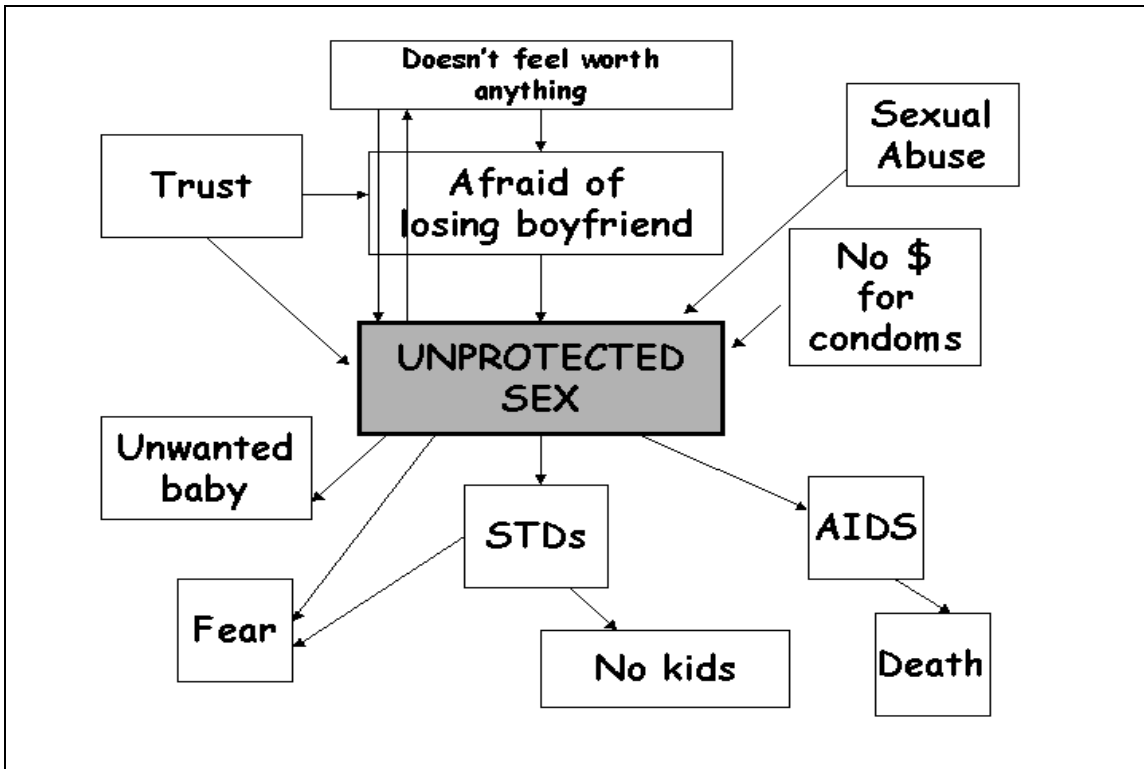 Doesn't feel worth
anything
Sexual
Abuse
Trust
Afraid of
losing boyfriend
No $
for
condoms
UNPROTECTED
SEX
Unwanted
baby
STDs
AIDS
Fear
No kids
Death